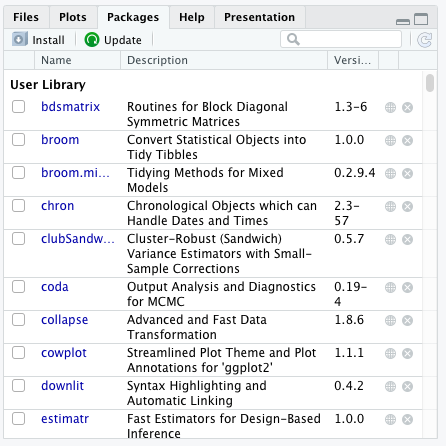 Files Plots Packages Help Presentation
Install Update
Name Description Versi...
User Library
bdsmatrix Routines for Block Diagonal 1.3-6
Symmetric Matrices
broom Convert Statistical Objects into 1.0.0
Tidy Tibbles
broom.mi... Tidying Methods for Mixed 0.2.9.4
Models
chron Chronological Objects which can 2.3-
Handle Dates and Times 57
clubSandw... Cluster-Robust (Sandwich) 0.5.7
Variance Estimators with Small-
Sample Corrections
coda Output Analysis and Diagnostics 0.19-
for MCMC 4
collapse Advanced and Fast Data 1.8.6
Transformation
cowplot Streamlined Plot Theme and Plot 1.1.1
Annotations for 'ggplot2'
downlit Syntax Highlighting and 0.4.2
Automatic Linking
estimatr Fast Estimators for Design-Based 1.0.0
Inference